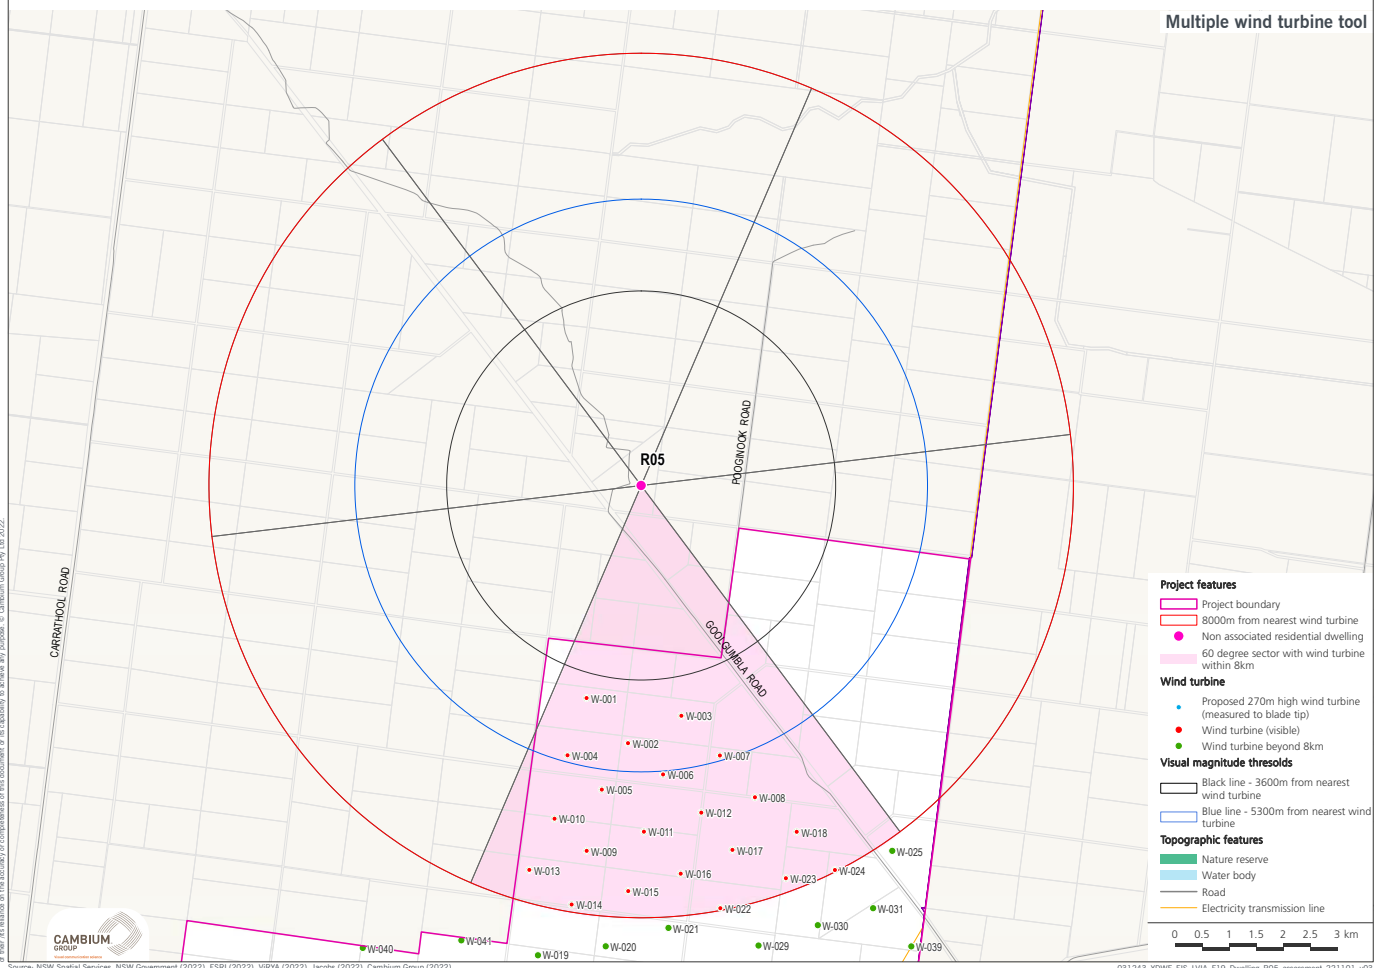 Multiple wind turbine tool
R05
POOGINOOK ROAD
GOOLGUMBLA ROAD
CARRATHOOL ROAD
W-001
W-003
W-002
W-004
W-007
W-006
W-005
W-008
W-012
W-010
W-011
W-018
W-009
W-017
W-025
W-013
W-016
W-024
W-023
W-015
W-014
W-022
W-031
W-021
W-030
W-041
W-020
W-029
W-039
W-040
W-019
Project features
Project boundary
8000m from nearest wind turbine
Non associated residential dwelling
60 degree sector with wind turbine
within 8km
Wind turbine
Proposed 270m high wind turbine
(measured to blade tip)
Wind turbine (visible)
Wind turbine beyond 8km
Visual magnitude thresolds
Black line - 3600m from nearest
wind turbine
Blue line - 5300m from nearest wind
turbine
Topographic features
Nature reserve
Water body
Road
Electricity transmission line
0 0.5 1 1.5 2 2.5 3 km
CAMBIUM
GROUP